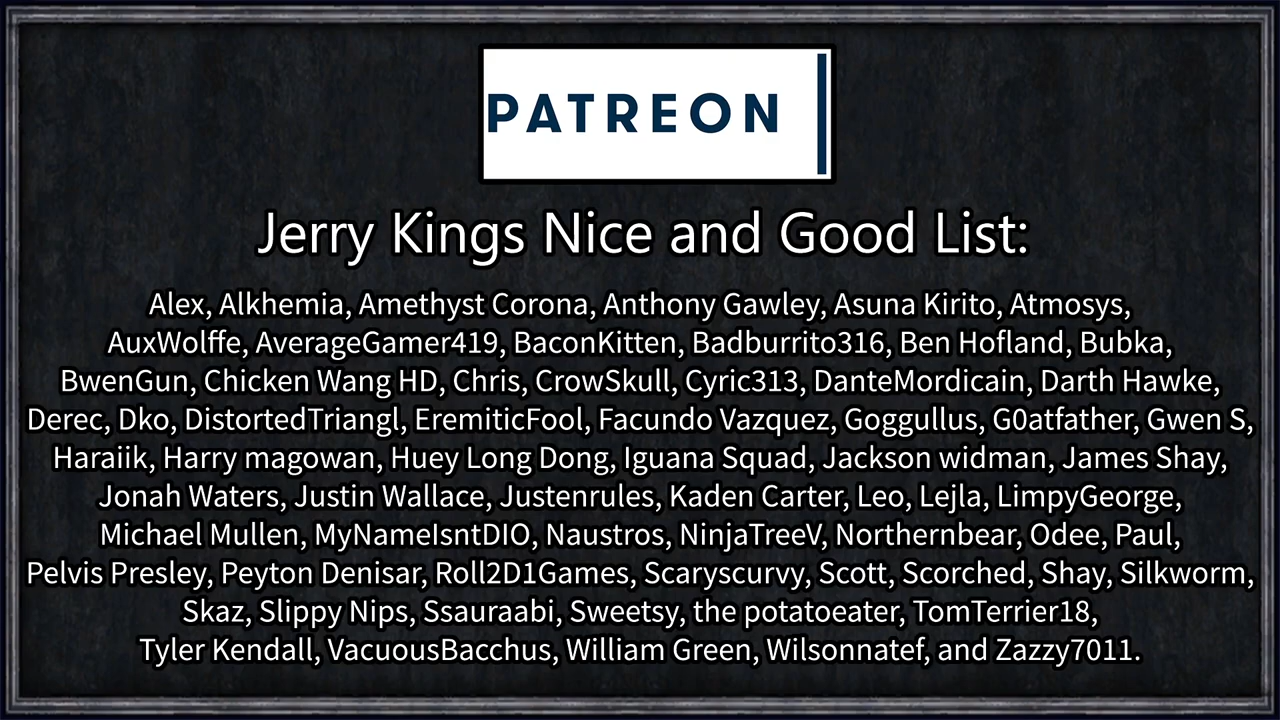 PATREON
Jerry Kings Nice and Good List:
Alex, Alkhemia, Amethyst Corona, Anthony Gawley, Asuna Kirito, Atmosys,
AuxWolffe, AverageGamer419, BaconKitten, Badburrito316, Ben Hofland, Bubka,
BwenGun, Chicken Wang HD, Chris, CrowSkull, Cyric313, DanteMordicain, Darth Hawke,
Derec, Dko, DistortedTriangl, EremiticFool, Facundo Vazquez, Goggullus, G0atfather, Gwen S,
Haraiik, Harry magowan, Huey Long Dong, Iguana Squad, Jackson widman, James Shay,
Jonah Waters, Justin Wallace, Justenrules, Kaden Carter, Leo, Lejla, LimpyGeorge,
Michael Mullen, MyNameIsntDIO, Naustros, NinjaTreeV, Northernbear, Odee, Paul,
Pelvis Presley, Peyton Denisar, Roll2D1Games, Scaryscurvy, Scott, Scorched, Shay, Silkworm,
Skaz, Slippy Nips, Ssauraabi, Sweetsy, the potatoeater, TomTerrier18,
Tyler Kendall, VacuousBacchus, William Green, Wilsonnatef, and Zazzy7011.